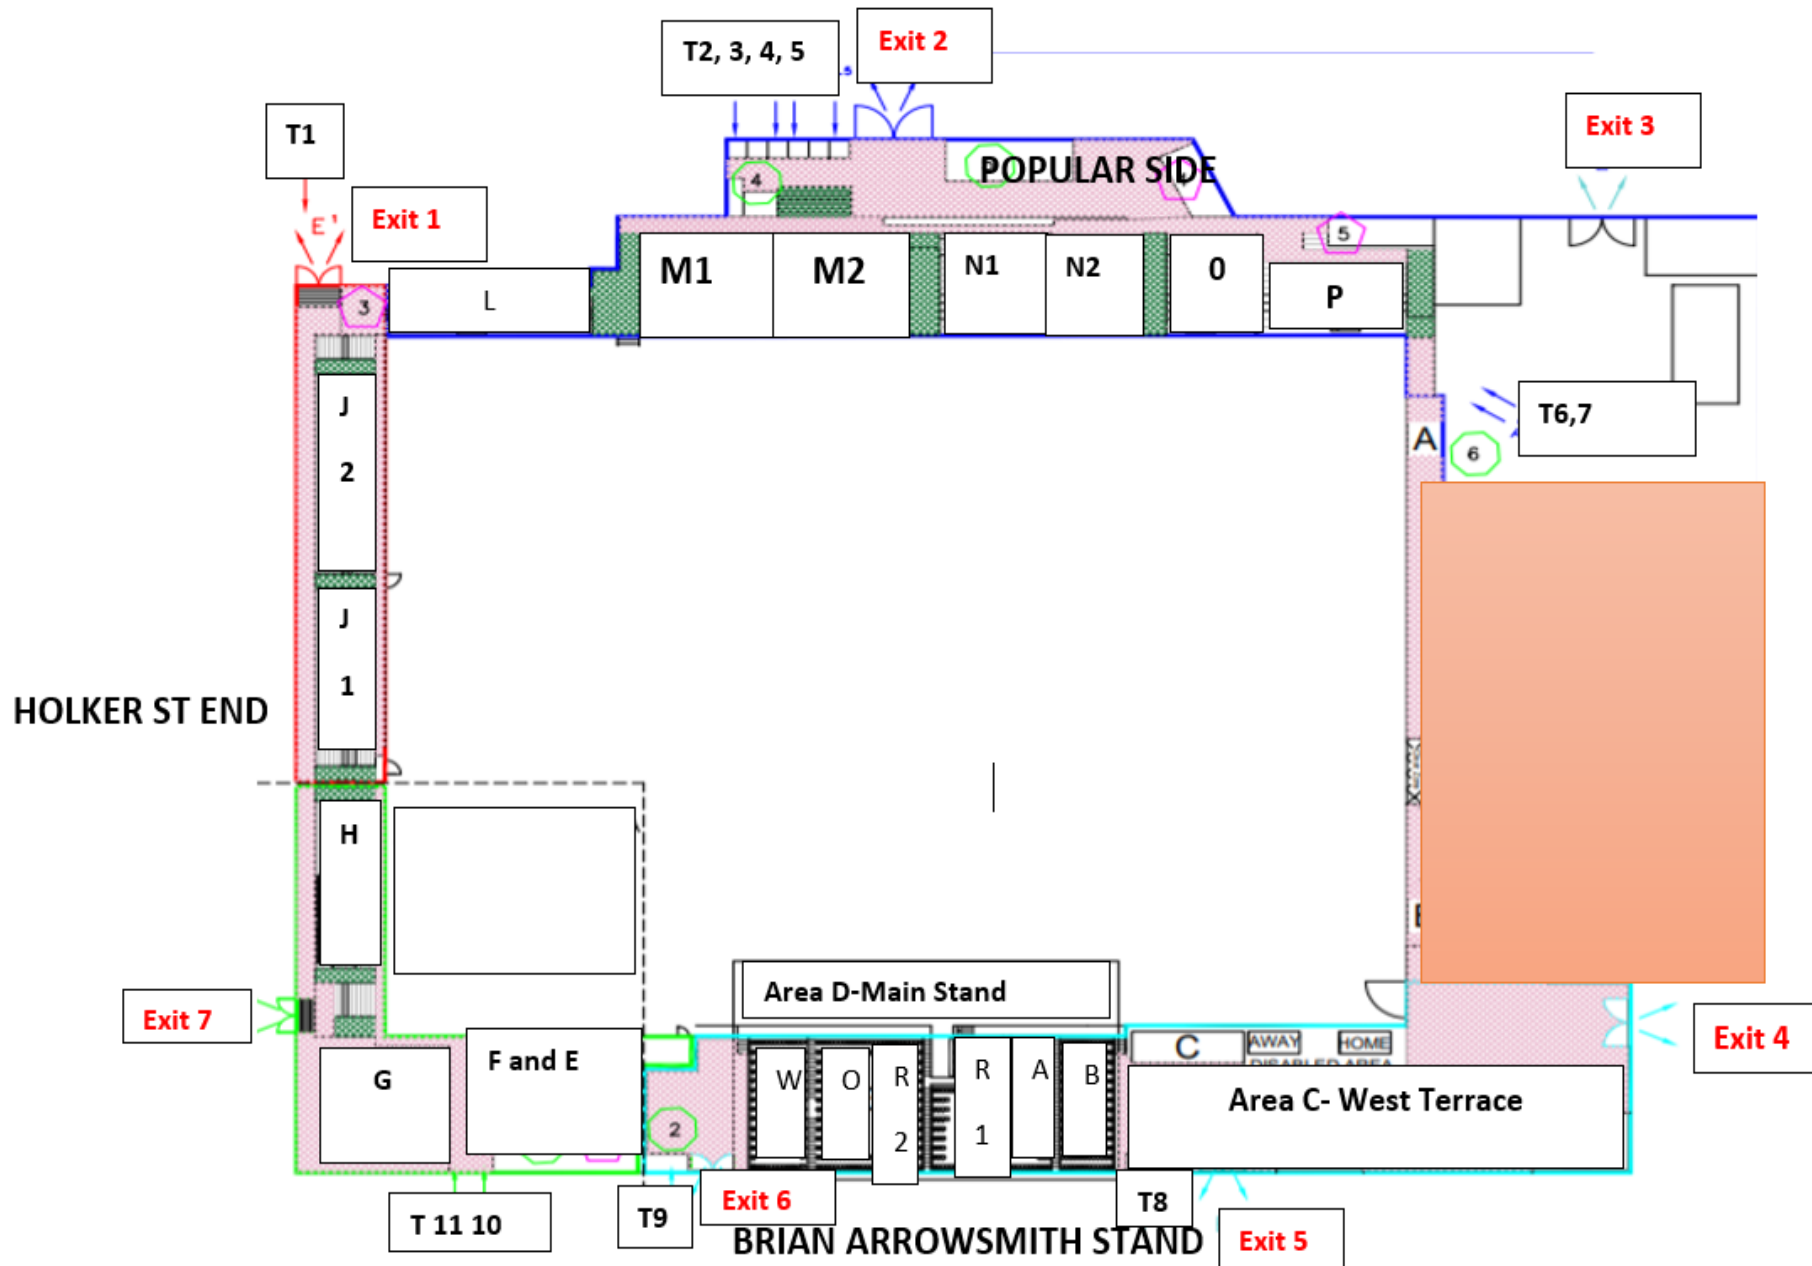 T2, 3, 4, 5
Exit 2
Exit 3
T1
Exit 1
E'
POPULAR SIDE
4
5
3
L
M1
M2
N1
N2
0
P
J
2
T6,7
A
6
J
1
HOLKER ST END
H
Area D-Main Stand
Exit 7
Exit 4
G
F and E
2
W
O
R
2
R
1
A
B
C
AWAY
HOME
DISABLED AREA
Area C- West Terrace
T 11 10
T9
Exit 6
T8
Exit 5
BRIAN ARROWSMITH STAND